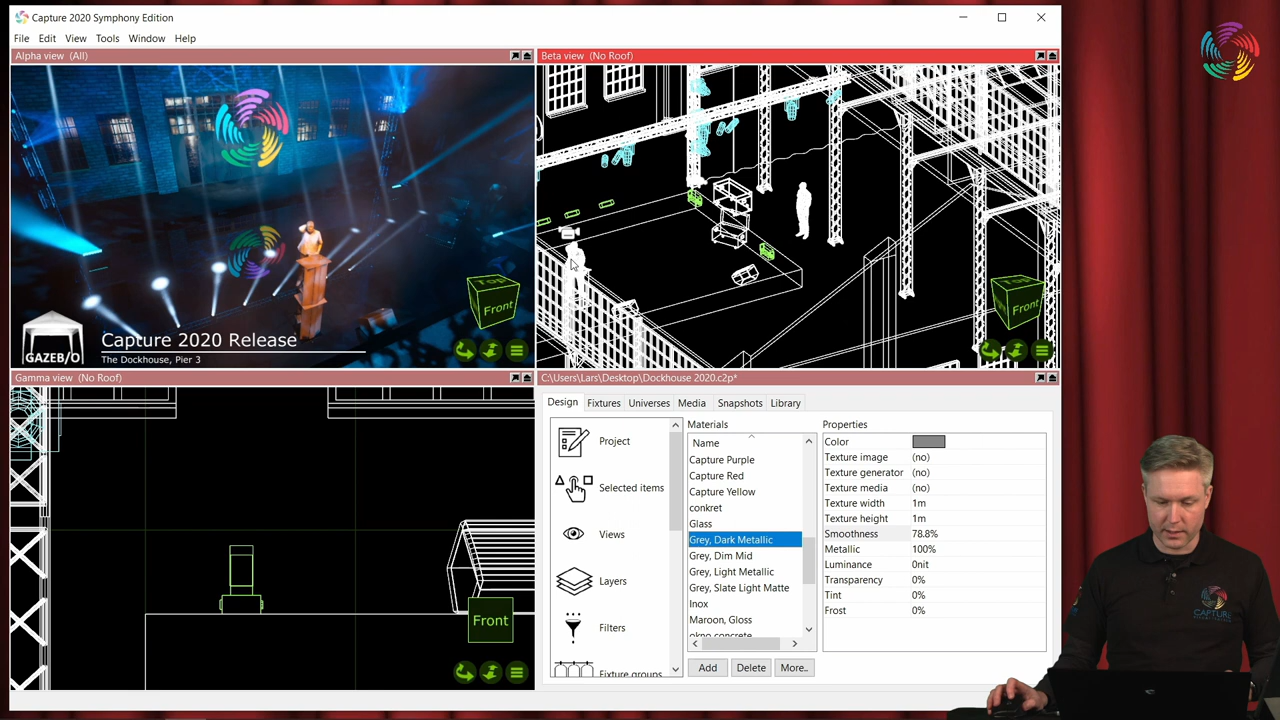 Capture 2020 Symphony Edition
File Edit View Tools Window Help
Alpha view (All)
Top
Front
GAZEB/O
Capture 2020 Release
The Dockhouse, Pier 3
Beta view (No Roof)
Top
Front
Gamma view (No Roof)
Front
C:\Users\Lars\Desktop\Dockhouse 2020.c2p*
Design Fixtures Universes Media Snapshots Library
Project
Selected items
Views
Layers
Filters
Fixture groups
Materials
Name
Capture Purple
Capture Red
Capture Yellow
conkret
Glass
Grey, Dark Metallic
Grey, Dim Mid
Grey, Light Metallic
Grey, Slate Light Matte
Inox
Maroon, Gloss
okno concrete
Add Delete More..
Properties
Color
Texture image (no)
Texture generator (no)
Texture media (no)
Texture width 1m
Texture height 1m
Smoothness 78.8%
Metallic 100%
Luminance 0nit
Transparency 0%
Tint 0%
Frost 0%
CAPTURE